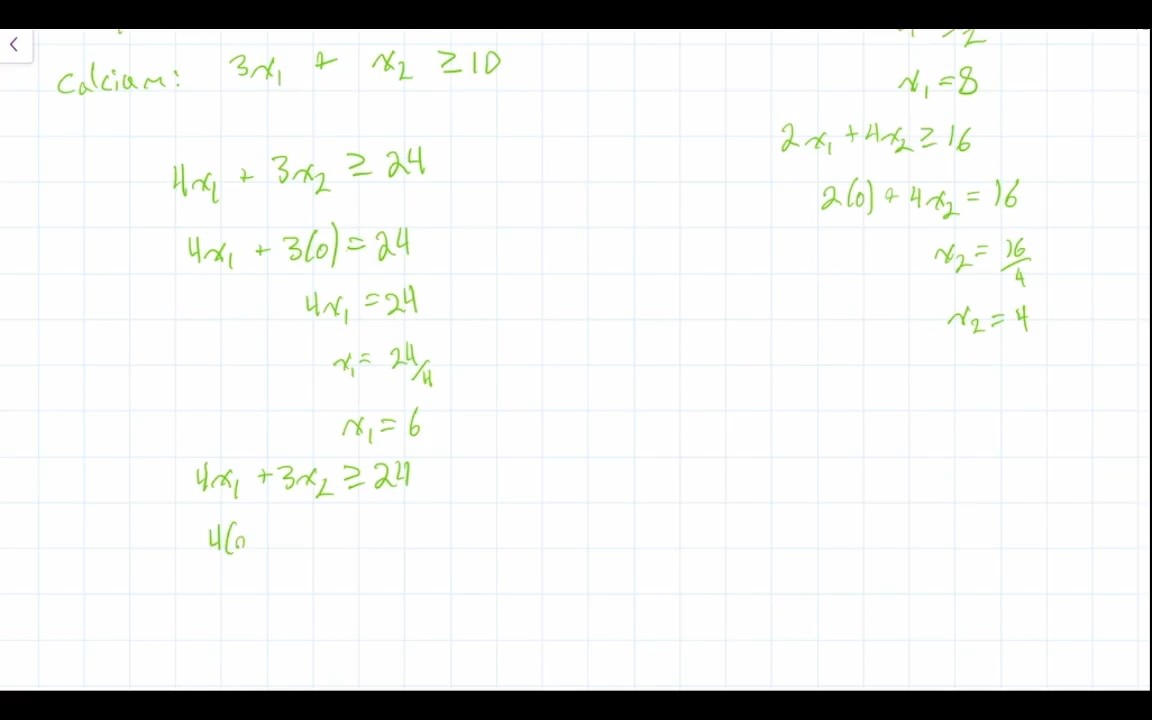 Calcium: 3x₁ + x₂ ≥ 10
4x₁ + 3x₂ ≥ 24
4x₁ + 3(0) = 24
4x₁ = 24
x₁ = 24/4
x₁ = 6
4x₁ + 3x₂ ≥ 24
4(0
x₁ = 8
2x₁ + 4x₂ ≥ 16
2(0) + 4x₂ = 16
x₂ = 16/4
x₂ = 4